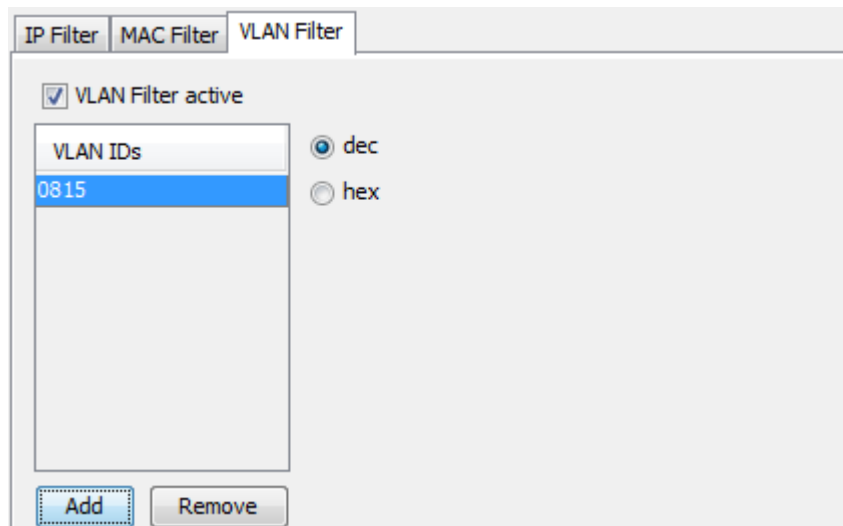 IP Filter MAC Filter VLAN Filter
VLAN Filter active
VLAN IDs
dec
0815
hex
Add Remove